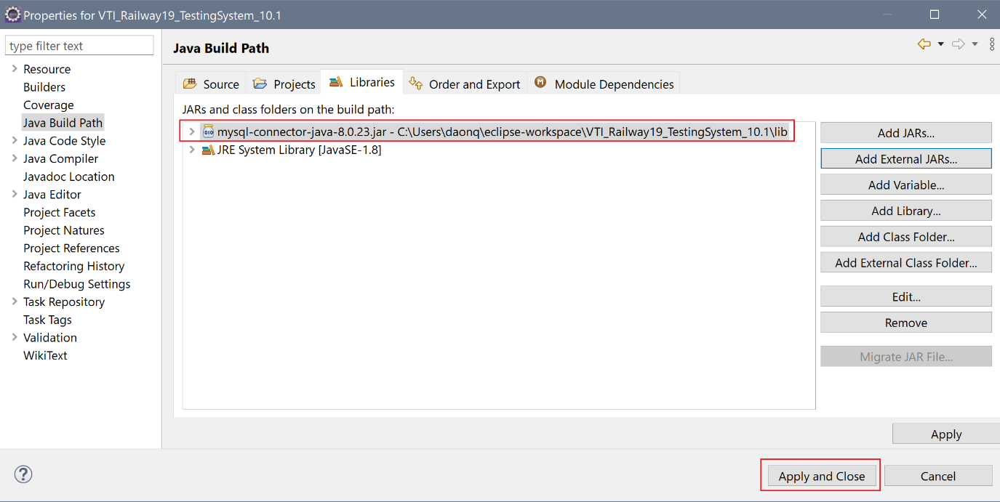 Properties for VTI_Railway19_TestingSystem_10.1
type filter text
Resource
Builders
Coverage
Java Build Path
Java Code Style
Java Compiler
Javadoc Location
Java Editor
Project Facets
Project Natures
Project References
Refactoring History
Run/Debug Settings
Task Repository
Task Tags
Validation
WikiText
Java Build Path
Source Projects Libraries Order and Export M Module Dependencies
JARs and class folders on the build path:
010 mysql-connector-java-8.0.23.jar - C:\Users\daonq\eclipse-workspace\VTI_Railway19_TestingSystem_10.1\lib
JRE System Library [JavaSE-1.8]
Add JARs...
Add External JARs...
Add Variable...
Add Library...
Add Class Folder...
Add External Class Folder...
Edit...
Remove
Migrate JAR File...
Apply
? Apply and Close Cancel